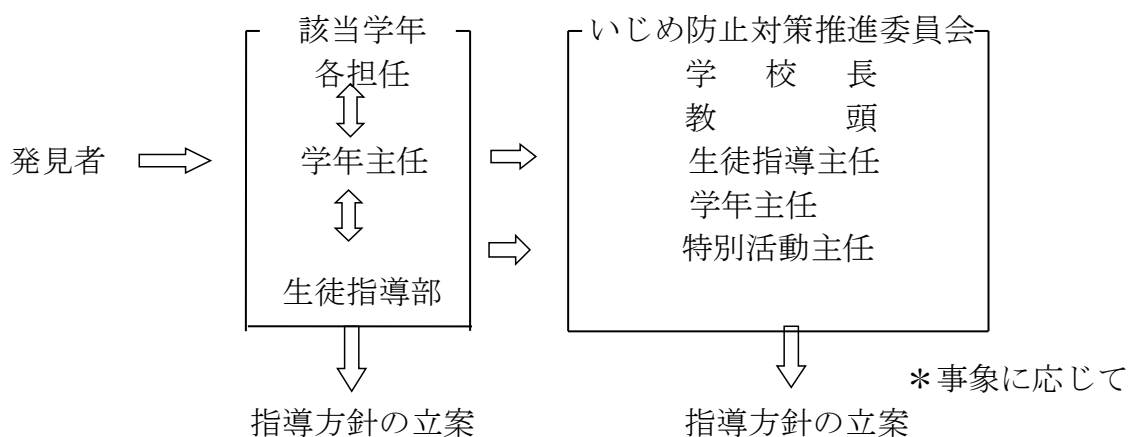 該当学年
各担任
発見者
学年主任
生徒指導部
いじめ防止対策推進委員会
学　校　長
教　　　頭
生徒指導主任
学年主任
特別活動主任
＊事象に応じて
指導方針の立案
指導方針の立案